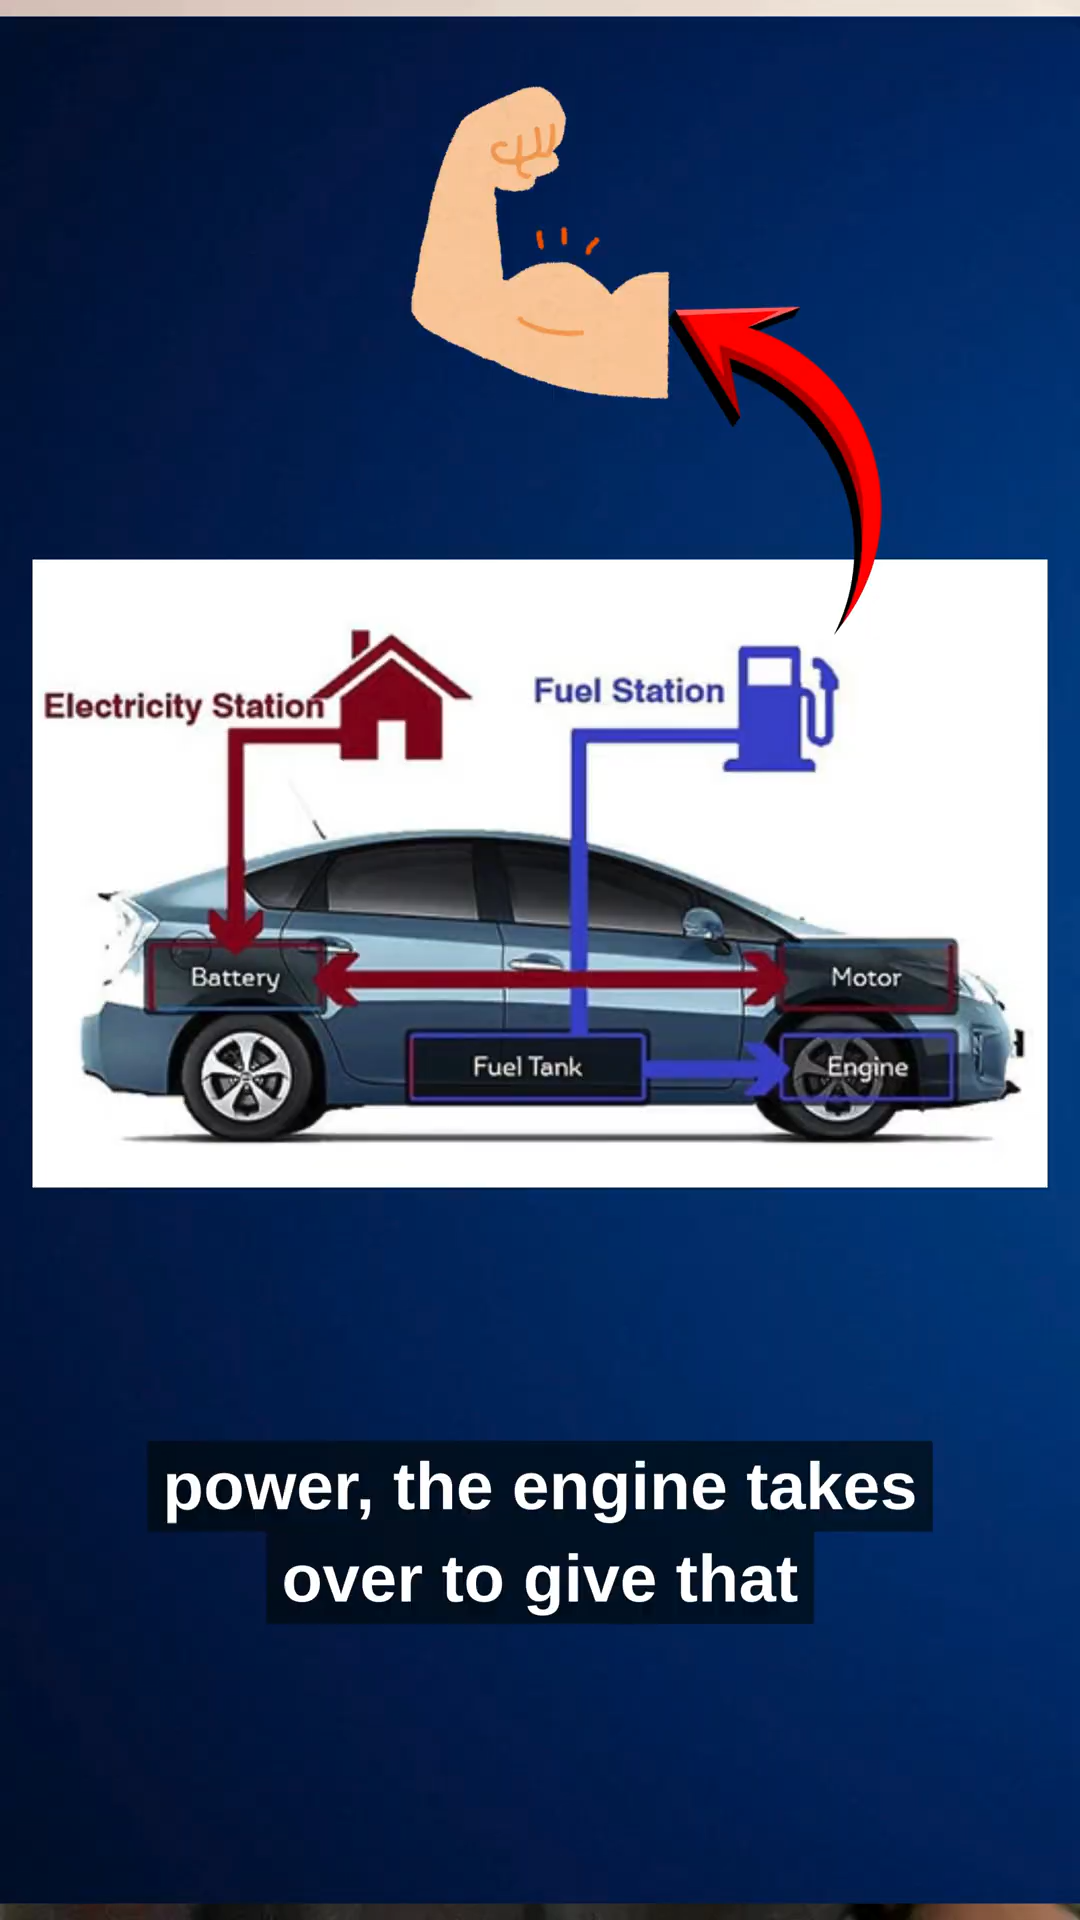 Electricity Station
Fuel Station
Battery
Motor
Fuel Tank
Engine
power, the engine takes
over to give that